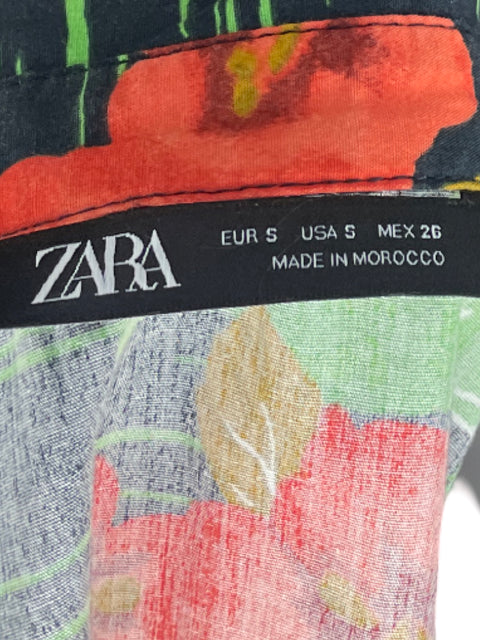 ZARA
EUR S USA S MEX 26
MADE IN MOROCCO